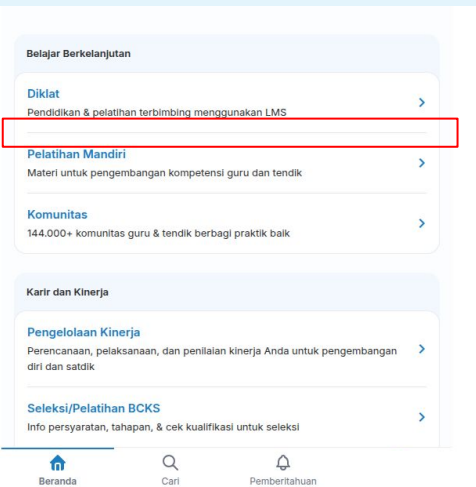 Belajar Berkelanjutan
Diklat
Pendidikan & pelatihan terbimbing menggunakan LMS
Pelatihan Mandiri
Materi untuk pengembangan kompetensi guru dan tendik
Komunitas
144.000+ komunitas guru & tendik berbagi praktik baik
Karir dan Kinerja
Pengelolaan Kinerja
Perencanaan, pelaksanaan, dan penilaian kinerja Anda untuk pengembangan
diri dan satdik
Seleksi/Pelatihan BCKS
Info persyaratan, tahapan, & cek kualifikasi untuk seleksi
Beranda
Cari
Pemberitahuan